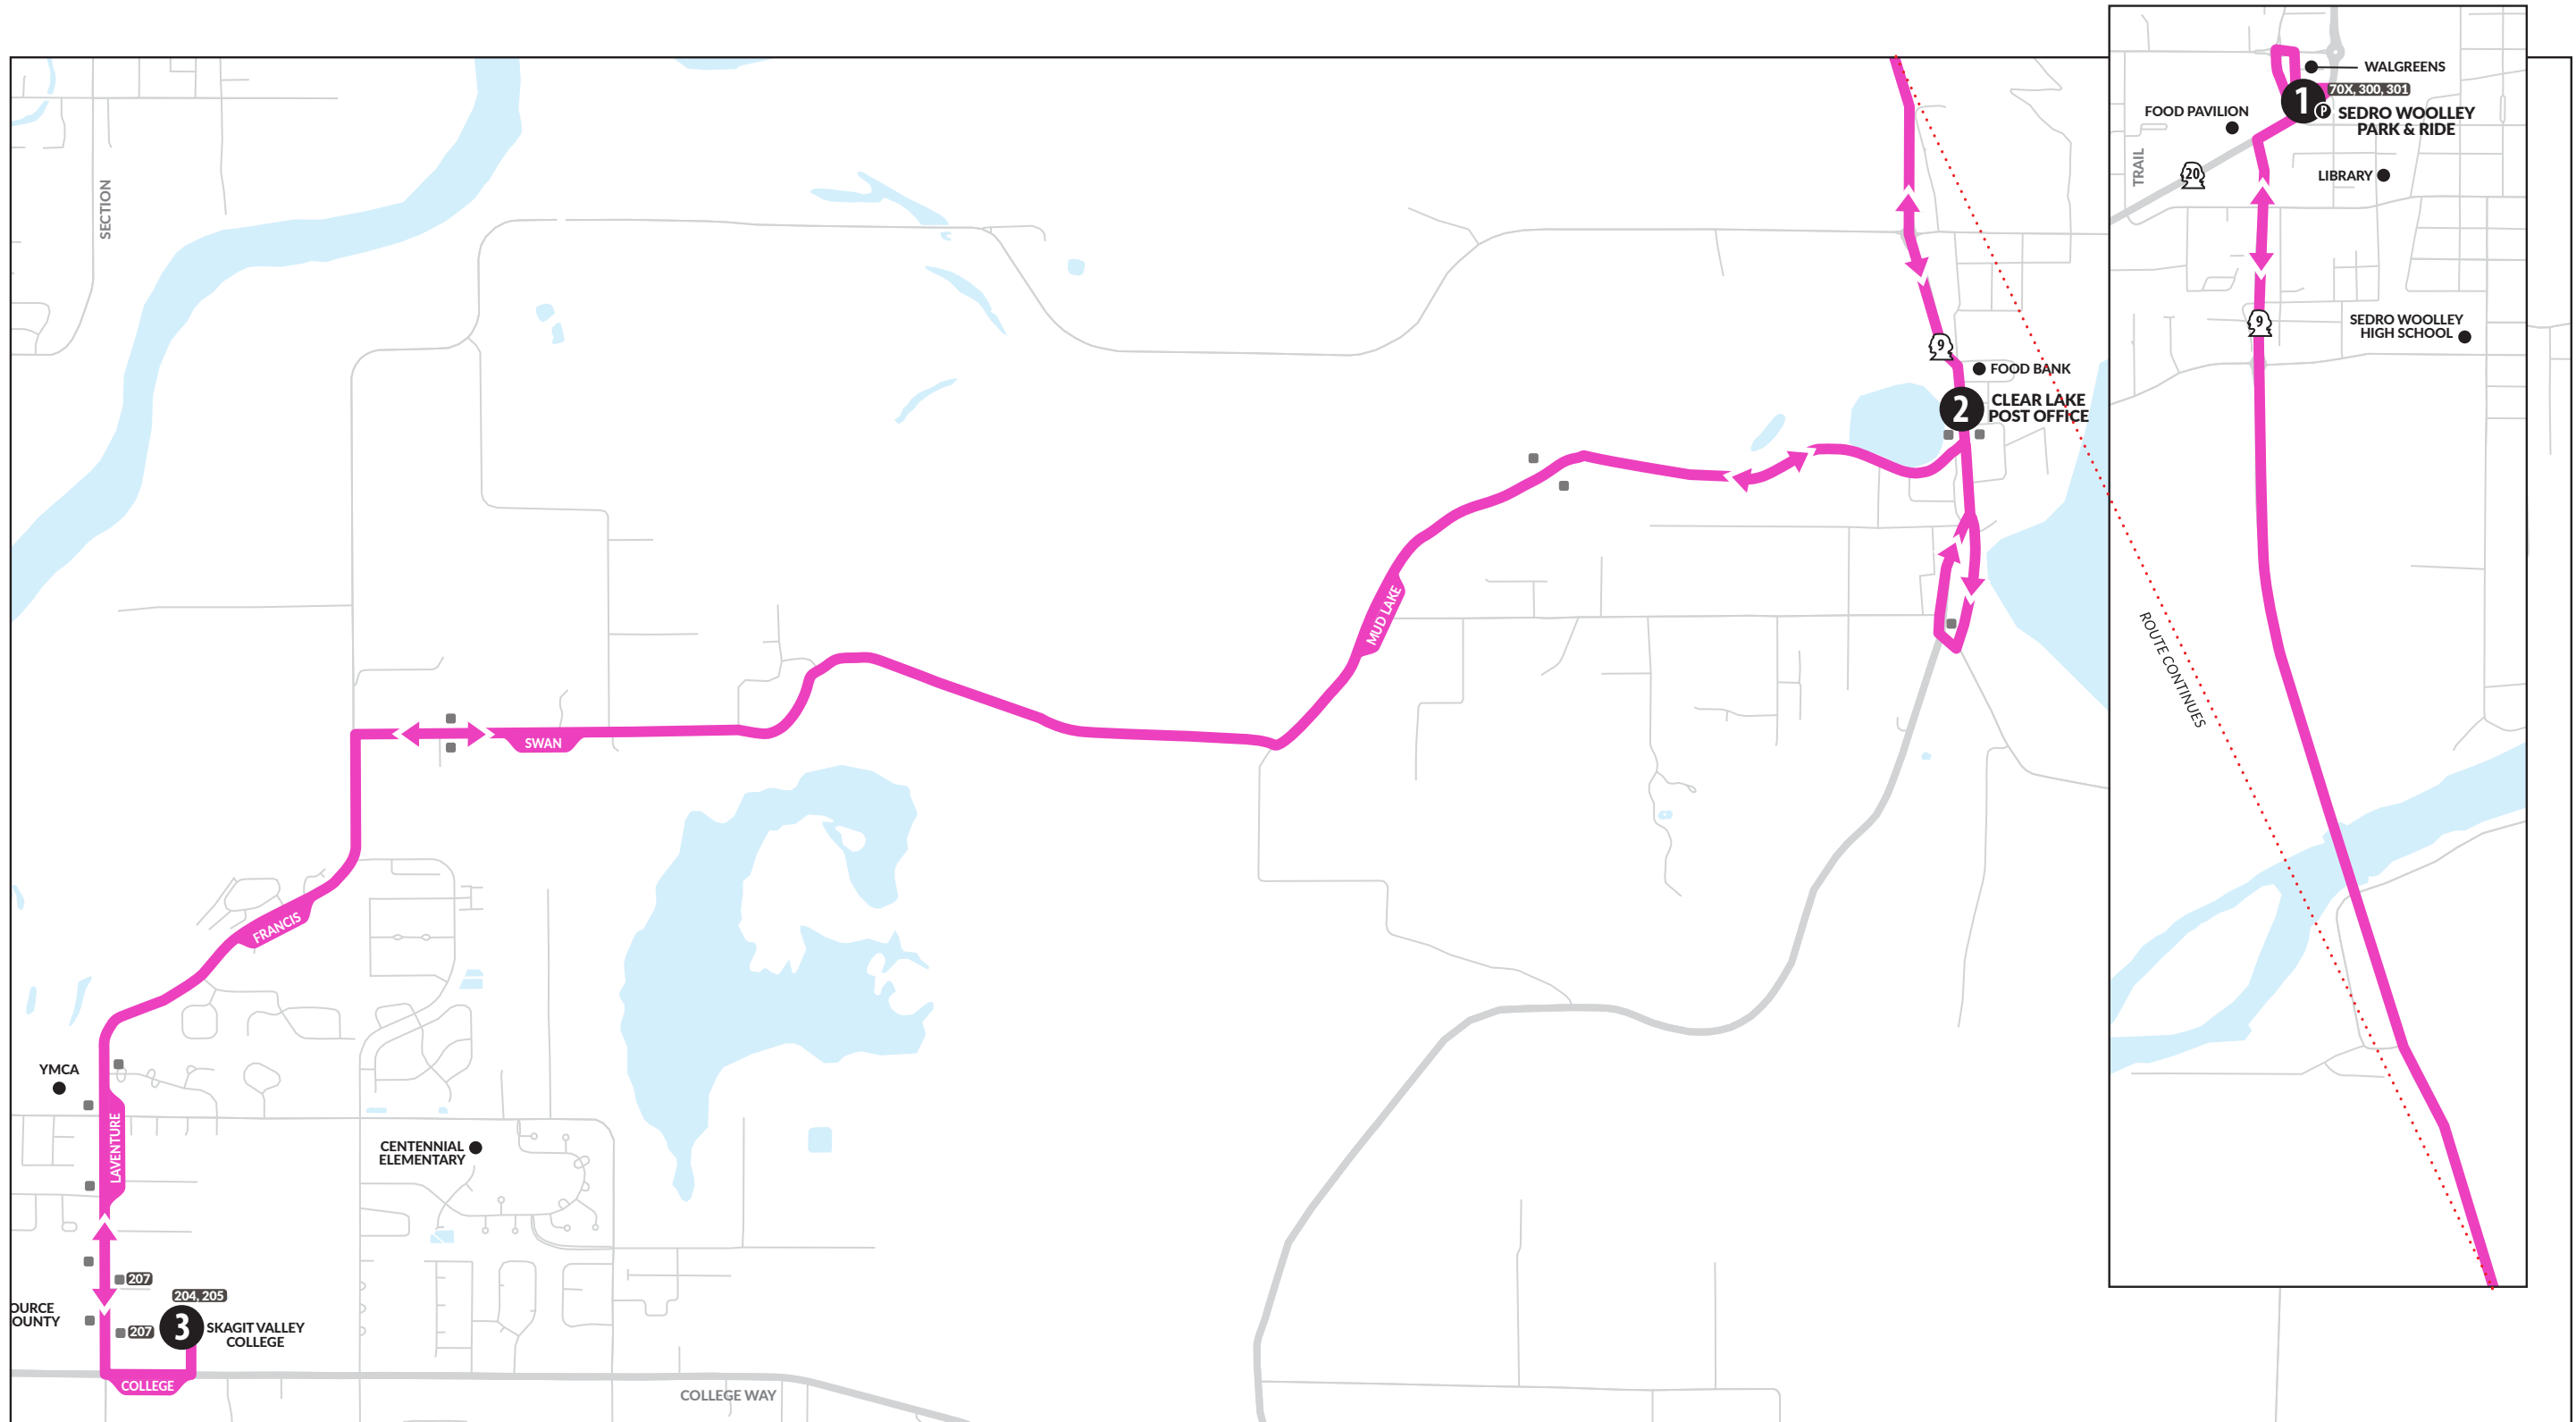 WALGREENS
70X, 300, 301
1
P
SEDRO WOOLLEY
PARK & RIDE
FOOD PAVILION
TRAIL
20
LIBRARY
9
SEDRO WOOLLEY
HIGH SCHOOL
SECTION
9
FOOD BANK
2
CLEAR LAKE
POST OFFICE
MUD LAKE
ROUTE CONTINUES
SWAN
FRANCIS
YMCA
LAVENTURE
CENTENNIAL
ELEMENTARY
207
204, 205
OURCE
OUNTY
207
3
SKAGIT VALLEY
COLLEGE
COLLEGE
COLLEGE WAY